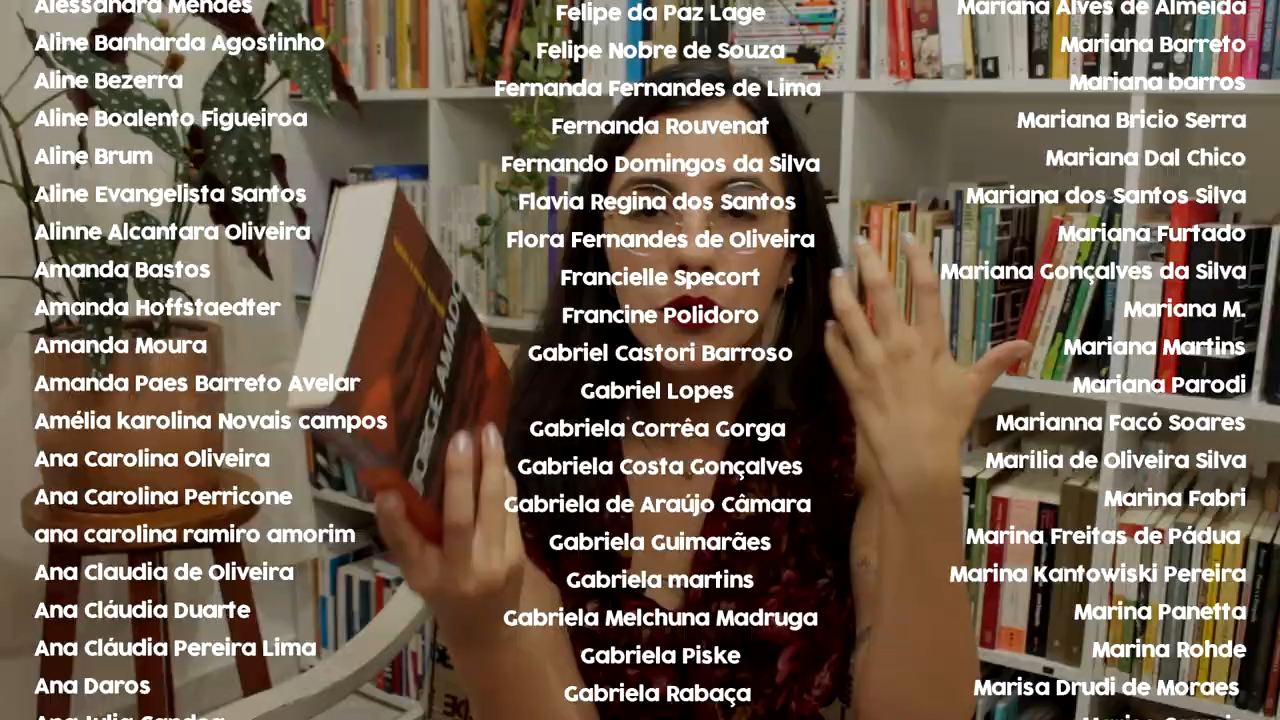 Alessandra Mendes
Aline Banharda Agostinho
Aline Bezerra
Aline Boalento Figueiroa
Aline Brum
Aline Evangelista Santos
Alinne Alcantara Oliveira
Amanda Bastos
Amanda Hoffstaedter
Amanda Moura
Amanda Paes Barreto Avelar
Amélia karolina Novais campos
Ana Carolina Oliveira
Ana Carolina Perricone
ana carolina ramiro amorim
Ana Claudia de Oliveira
Ana Cláudia Duarte
Ana Cláudia Pereira Lima
Ana Daros
Felipe da Paz Lage
Felipe Nobre de Souza
Fernanda Fernandes de Lima
Fernanda Rouvenat
Fernando Domingos da Silva
Flavia Regina dos Santos
Flora Fernandes de Oliveira
Francielle Specort
Francine Polidoro
Gabriel Castori Barroso
Gabriel Lopes
Gabriela Corrêa Gorga
Gabriela Costa Gonçalves
Gabriela de Araújo Câmara
Gabriela Guimarães
Gabriela martins
Gabriela Melchuna Madruga
Gabriela Piske
Gabriela Rabaça
Mariana Alves de Almeida
Mariana Barreto
Mariana barros
Mariana Bricio Serra
Mariana Dal Chico
Mariana dos Santos Silva
Mariana Furtado
Mariana Gonçalves da Silva
Mariana M.
Mariana Martins
Mariana Parodi
Marianna Facó Soares
Marília de Oliveira Silva
Marina Fabri
Marina Freitas de Pádua
Marina Kantowiski Pereira
Marina Panetta
Marina Rohde
Marisa Drudi de Moraes
JORGE AMADO